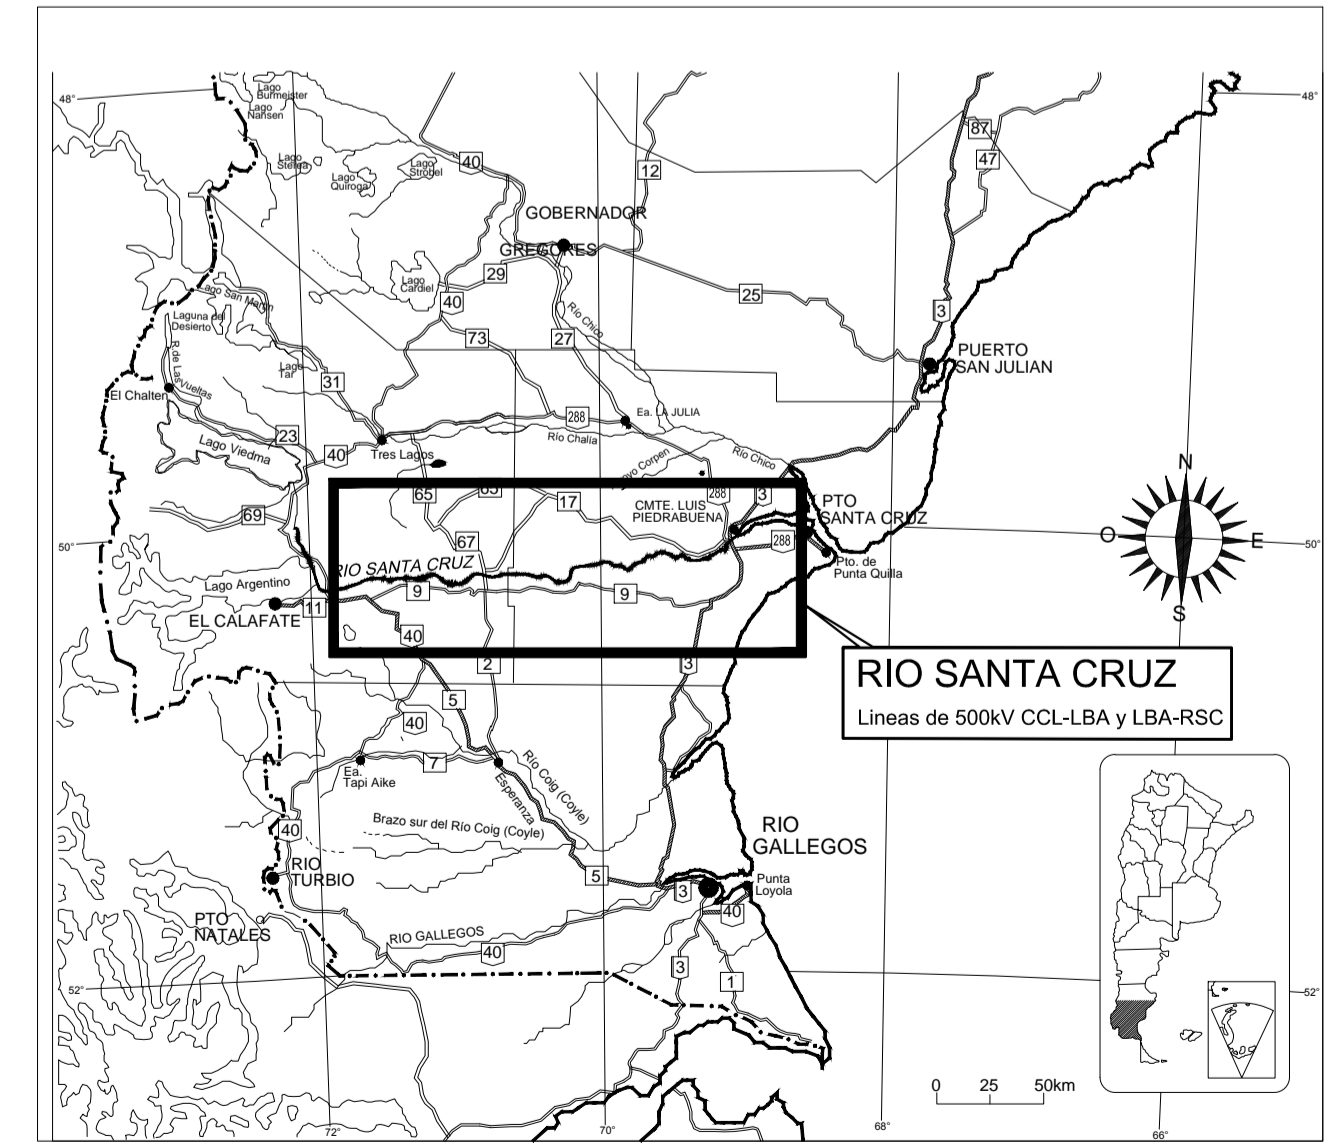 48°
Lago
Burmeister
Lago
Nansen
48°
87
47
40
12
Lago
Sterea
Lago
Quiroga
Lago
Strobel
GOBERNADOR
GREGORES
29
Lago
Cardiel
40
25
3
Lago San Martin
Laguna del
Desierto
Río Chico
73
27
PUERTO
SAN JULIAN
R.de Las Vueltas
Lago
Tar
31
El Chalten
288
Ea. LA JULIA
23
Lago Viedma
40
Tres Lagos
Río Chalía
Río Chico
Corpen
N
65
17
288
3
CMTE. LUIS
PIEDRABUENA
PTO
SANTA CRUZ
69
67
288
O
E
50°
50°
RIO SANTA CRUZ
Pto. de
Punta Quilla
Lago Argentino
9
9
11
EL CALAFATE
S
40
2
3
RIO SANTA CRUZ
Lineas de 500kV CCL-LBA y LBA-RSC
5
40
7
Ea.
Tapi Aike
Esperanza
Río Coig (Coyle)
40
Brazo sur del Río Coig (Coyle)
RIO
GALLEGOS
RIO
TURBIO
5
3
Punta
Loyola
40
PTO
NATALES
RIO GALLEGOS
40
3
1
52°
52°
0 25 50km
72°
70°
68°
66°